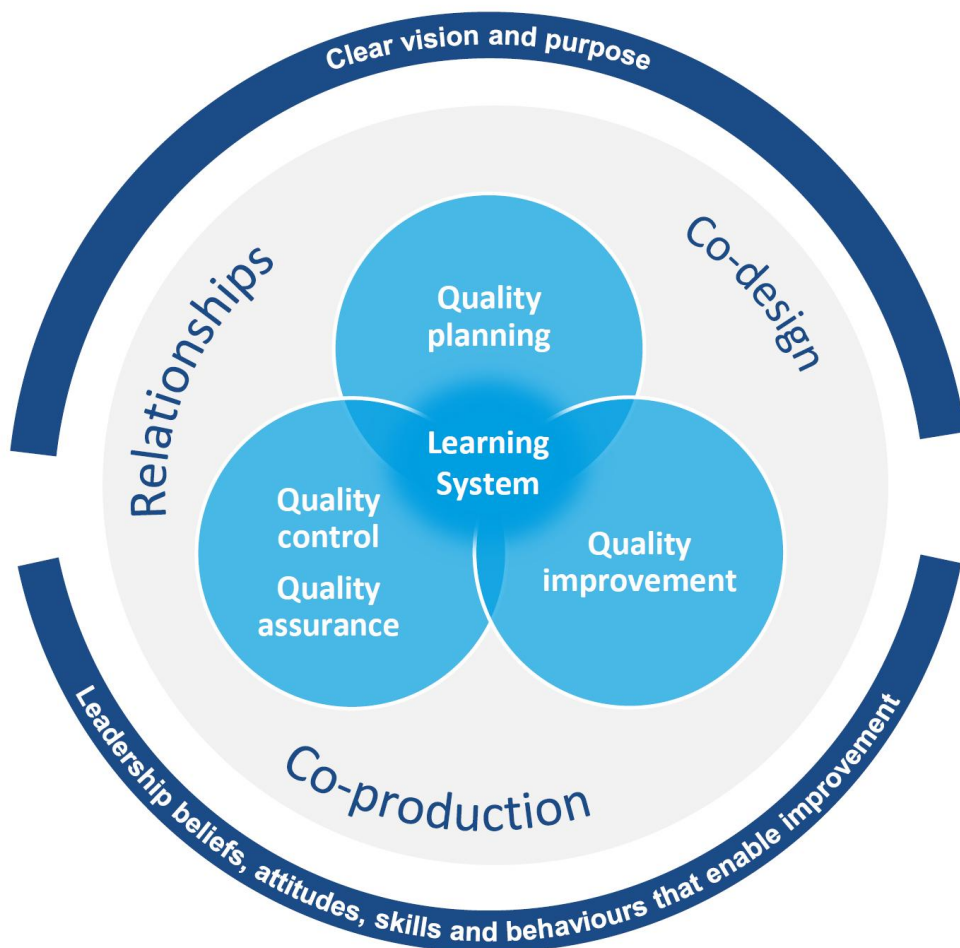 Clear vision and purpose
Relationships
Co-design
Quality
planning
Learning
System
Quality
control
Quality
assurance
Quality
improvement
Co-production
Leadership beliefs, attitudes, skills and behaviours that enable improvement